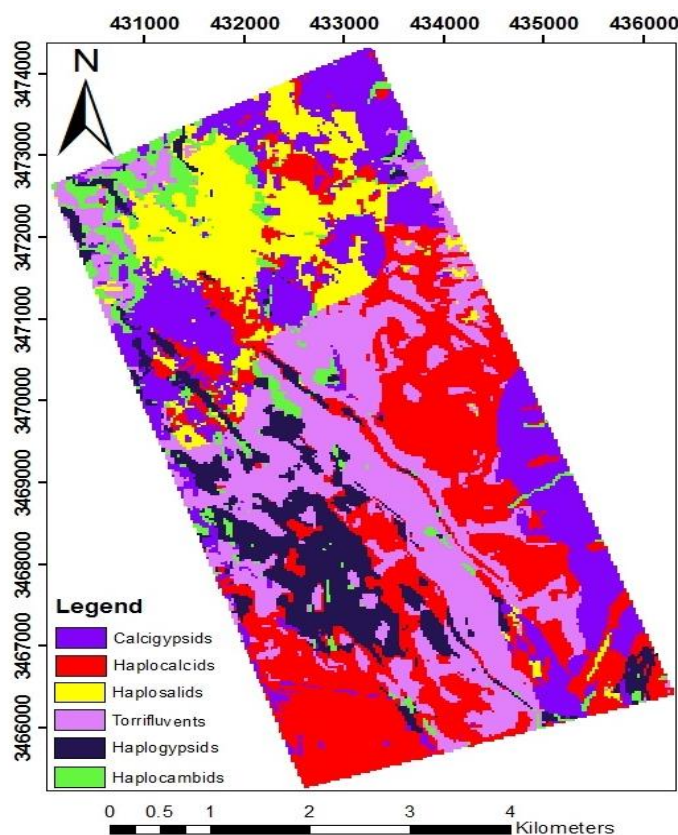 431000 432000 433000 434000 435000 436000
N
3474000
3473000
3472000
3471000
3470000
3469000
3468000
3467000
3466000
Legend
Calcigypsids
Haplocalcids
Haplosalids
Torrifluvents
Haplogypsids
Haplocambids
0 0.5 1 2 3 4
Kilometers